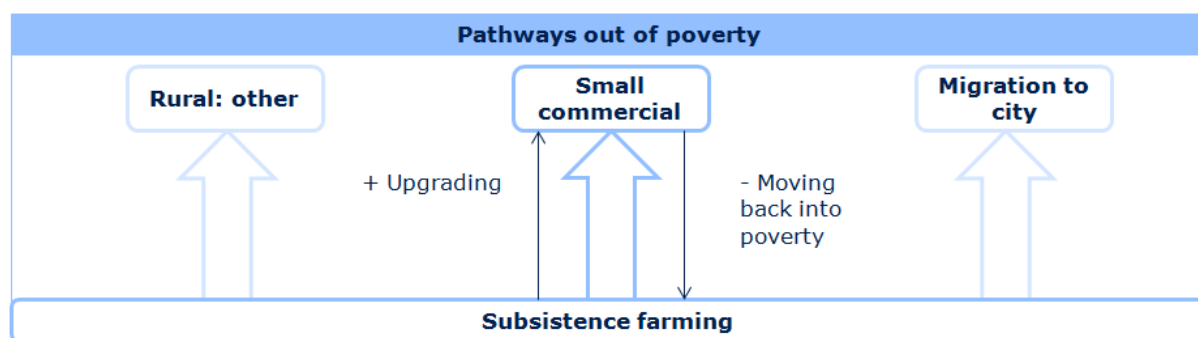 Pathways out of poverty
Rural: other
Small
commercial
Migration to
city
+ Upgrading
- Moving
back into
poverty
Subsistence farming